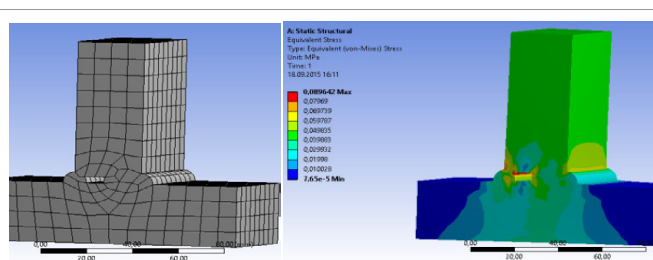 A: Static Structural
Equivalent Stress
Type: Equivalent (von-Mises) Stress
Unit: MPa
Time: 1
18.09.2015 16:11
0,089642 Max
0,07969
0,069739
0,059787
0,049835
0,039883
0,029932
0,01998
0,010028
7,65e-5 Min
0,00
40,00
20,00
60,00
0,00
40,00
80,00
20,00
60,00